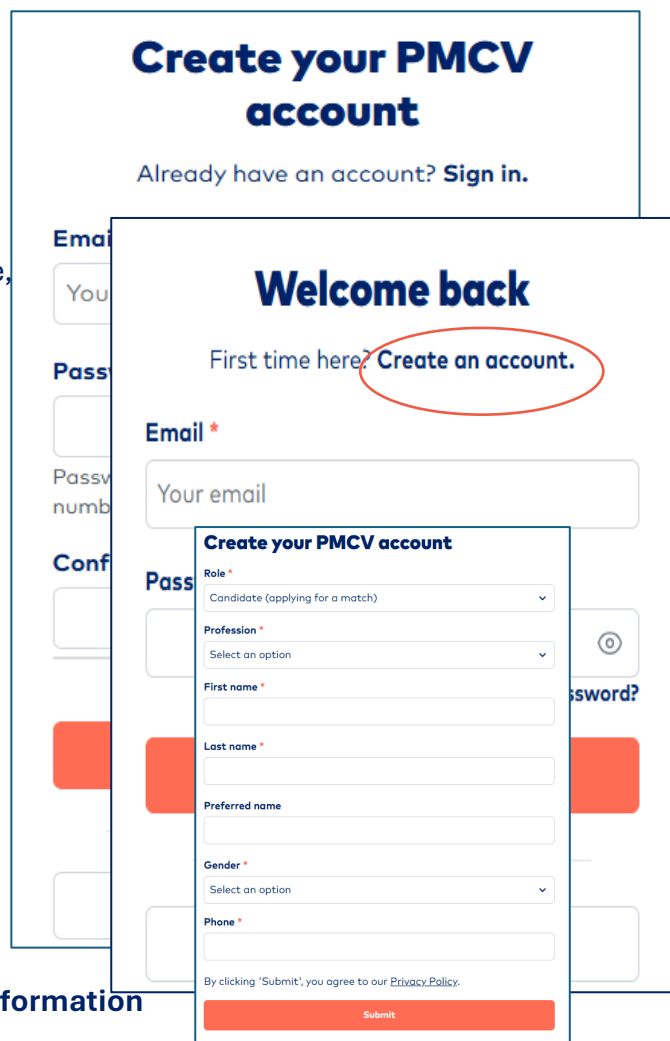 Create your PMCV
account
Already have an account? Sign in.
Welcome back
First time here? Create an account.
Email *
Your email
Create your PMCV account
Role *
Candidate (applying for a match)
Profession *
Select an option
First name *
Last name *
Preferred name
Gender *
Select an option
Phone *
By clicking 'Submit', you agree to our Privacy Policy.
Submit